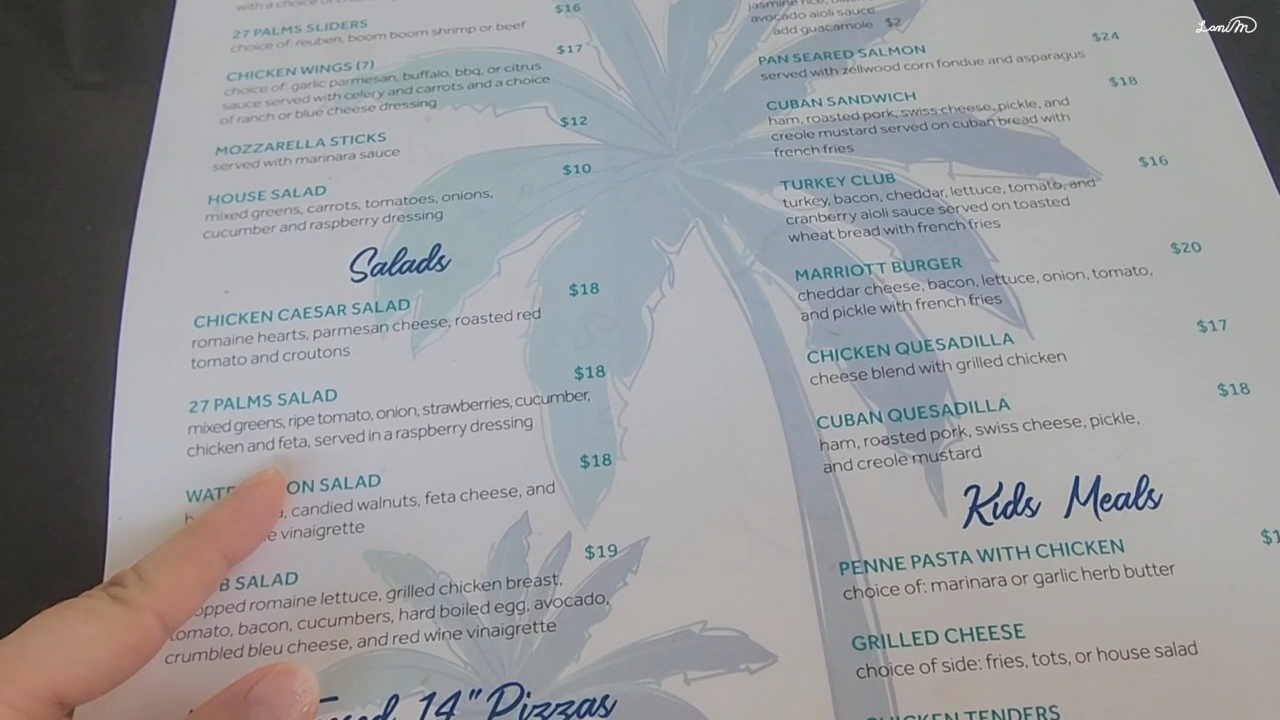 with a choice of
27 PALMS SLIDERS $16
choice of: reuben, boom boom shrimp or beef
CHICKEN WINGS (7) $17
choice of: garlic parmesan, buffalo, bbq, or citrus
sauce served with celery and carrots and a choice
of ranch or blue cheese dressing
MOZZARELLA STICKS $12
served with marinara sauce
HOUSE SALAD $10
mixed greens, carrots, tomatoes, onions,
cucumber and raspberry dressing
Salads
CHICKEN CAESAR SALAD $18
romaine hearts, parmesan cheese, roasted red
tomato and croutons
27 PALMS SALAD $18
mixed greens, ripe tomato, onion, strawberries, cucumber,
chicken and feta, served in a raspberry dressing
SALAD $18
candied walnuts, feta cheese, and
vinaigrette
SALAD $19
romaine lettuce, grilled chicken breast,
tomato, bacon, cucumbers, hard boiled egg, avocado,
crumbled bleu cheese, and red wine vinaigrette
14" Pizzas
jasmine rice,
avocado aioli sauce
add guacamole $2
PAN SEARED SALMON $24
served with zellwood corn fondue and asparagus
CUBAN SANDWICH $18
ham, roasted pork, swiss cheese, pickle, and
creole mustard served on cuban bread with
french fries
TURKEY CLUB $16
turkey, bacon, cheddar, lettuce, tomato, and
cranberry aioli sauce served on toasted
wheat bread with french fries
MARRIOTT BURGER $20
cheddar cheese, bacon, lettuce, onion, tomato,
and pickle with french fries
CHICKEN QUESADILLA $17
cheese blend with grilled chicken
CUBAN QUESADILLA $18
ham, roasted pork, swiss cheese, pickle,
and creole mustard
Kids Meals
PENNE PASTA WITH CHICKEN
choice of: marinara or garlic herb butter
GRILLED CHEESE
choice of side: fries, tots, or house salad
CHICKEN TENDERS
LaniM